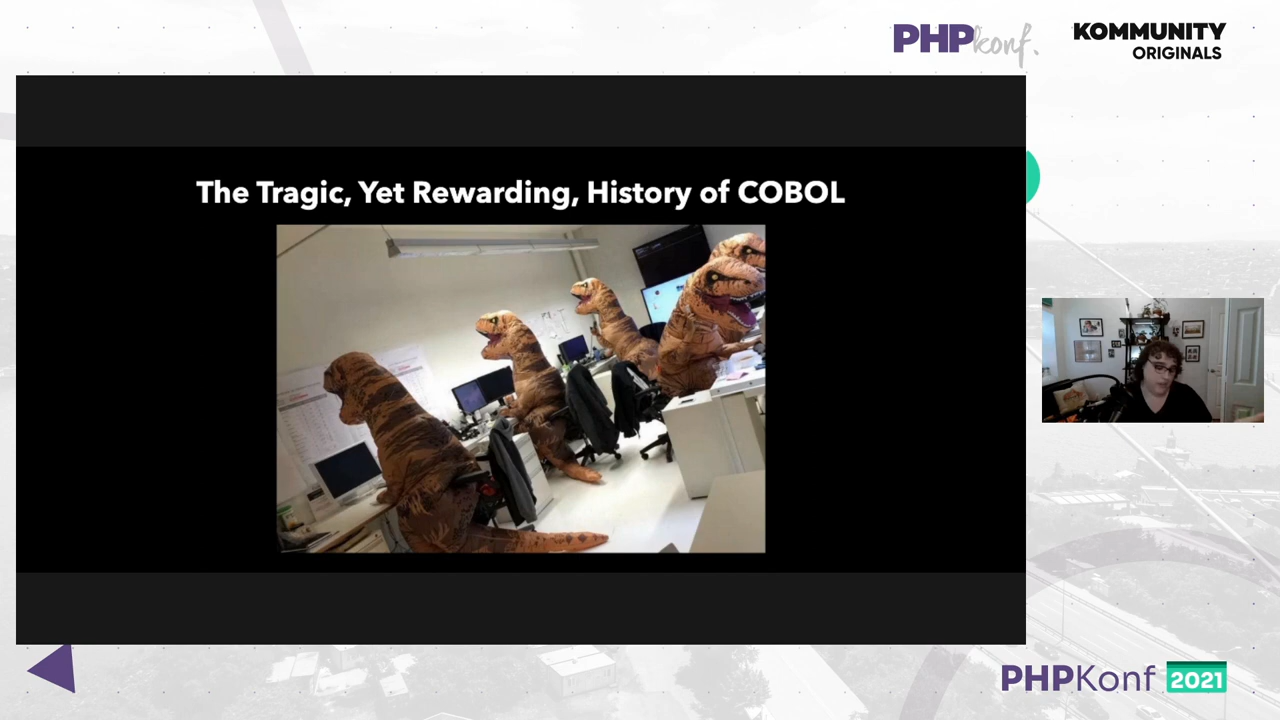 PHPkonf.
KOMMUNITY
ORIGINALS
The Tragic, Yet Rewarding, History of COBOL
PHPKonf 2021